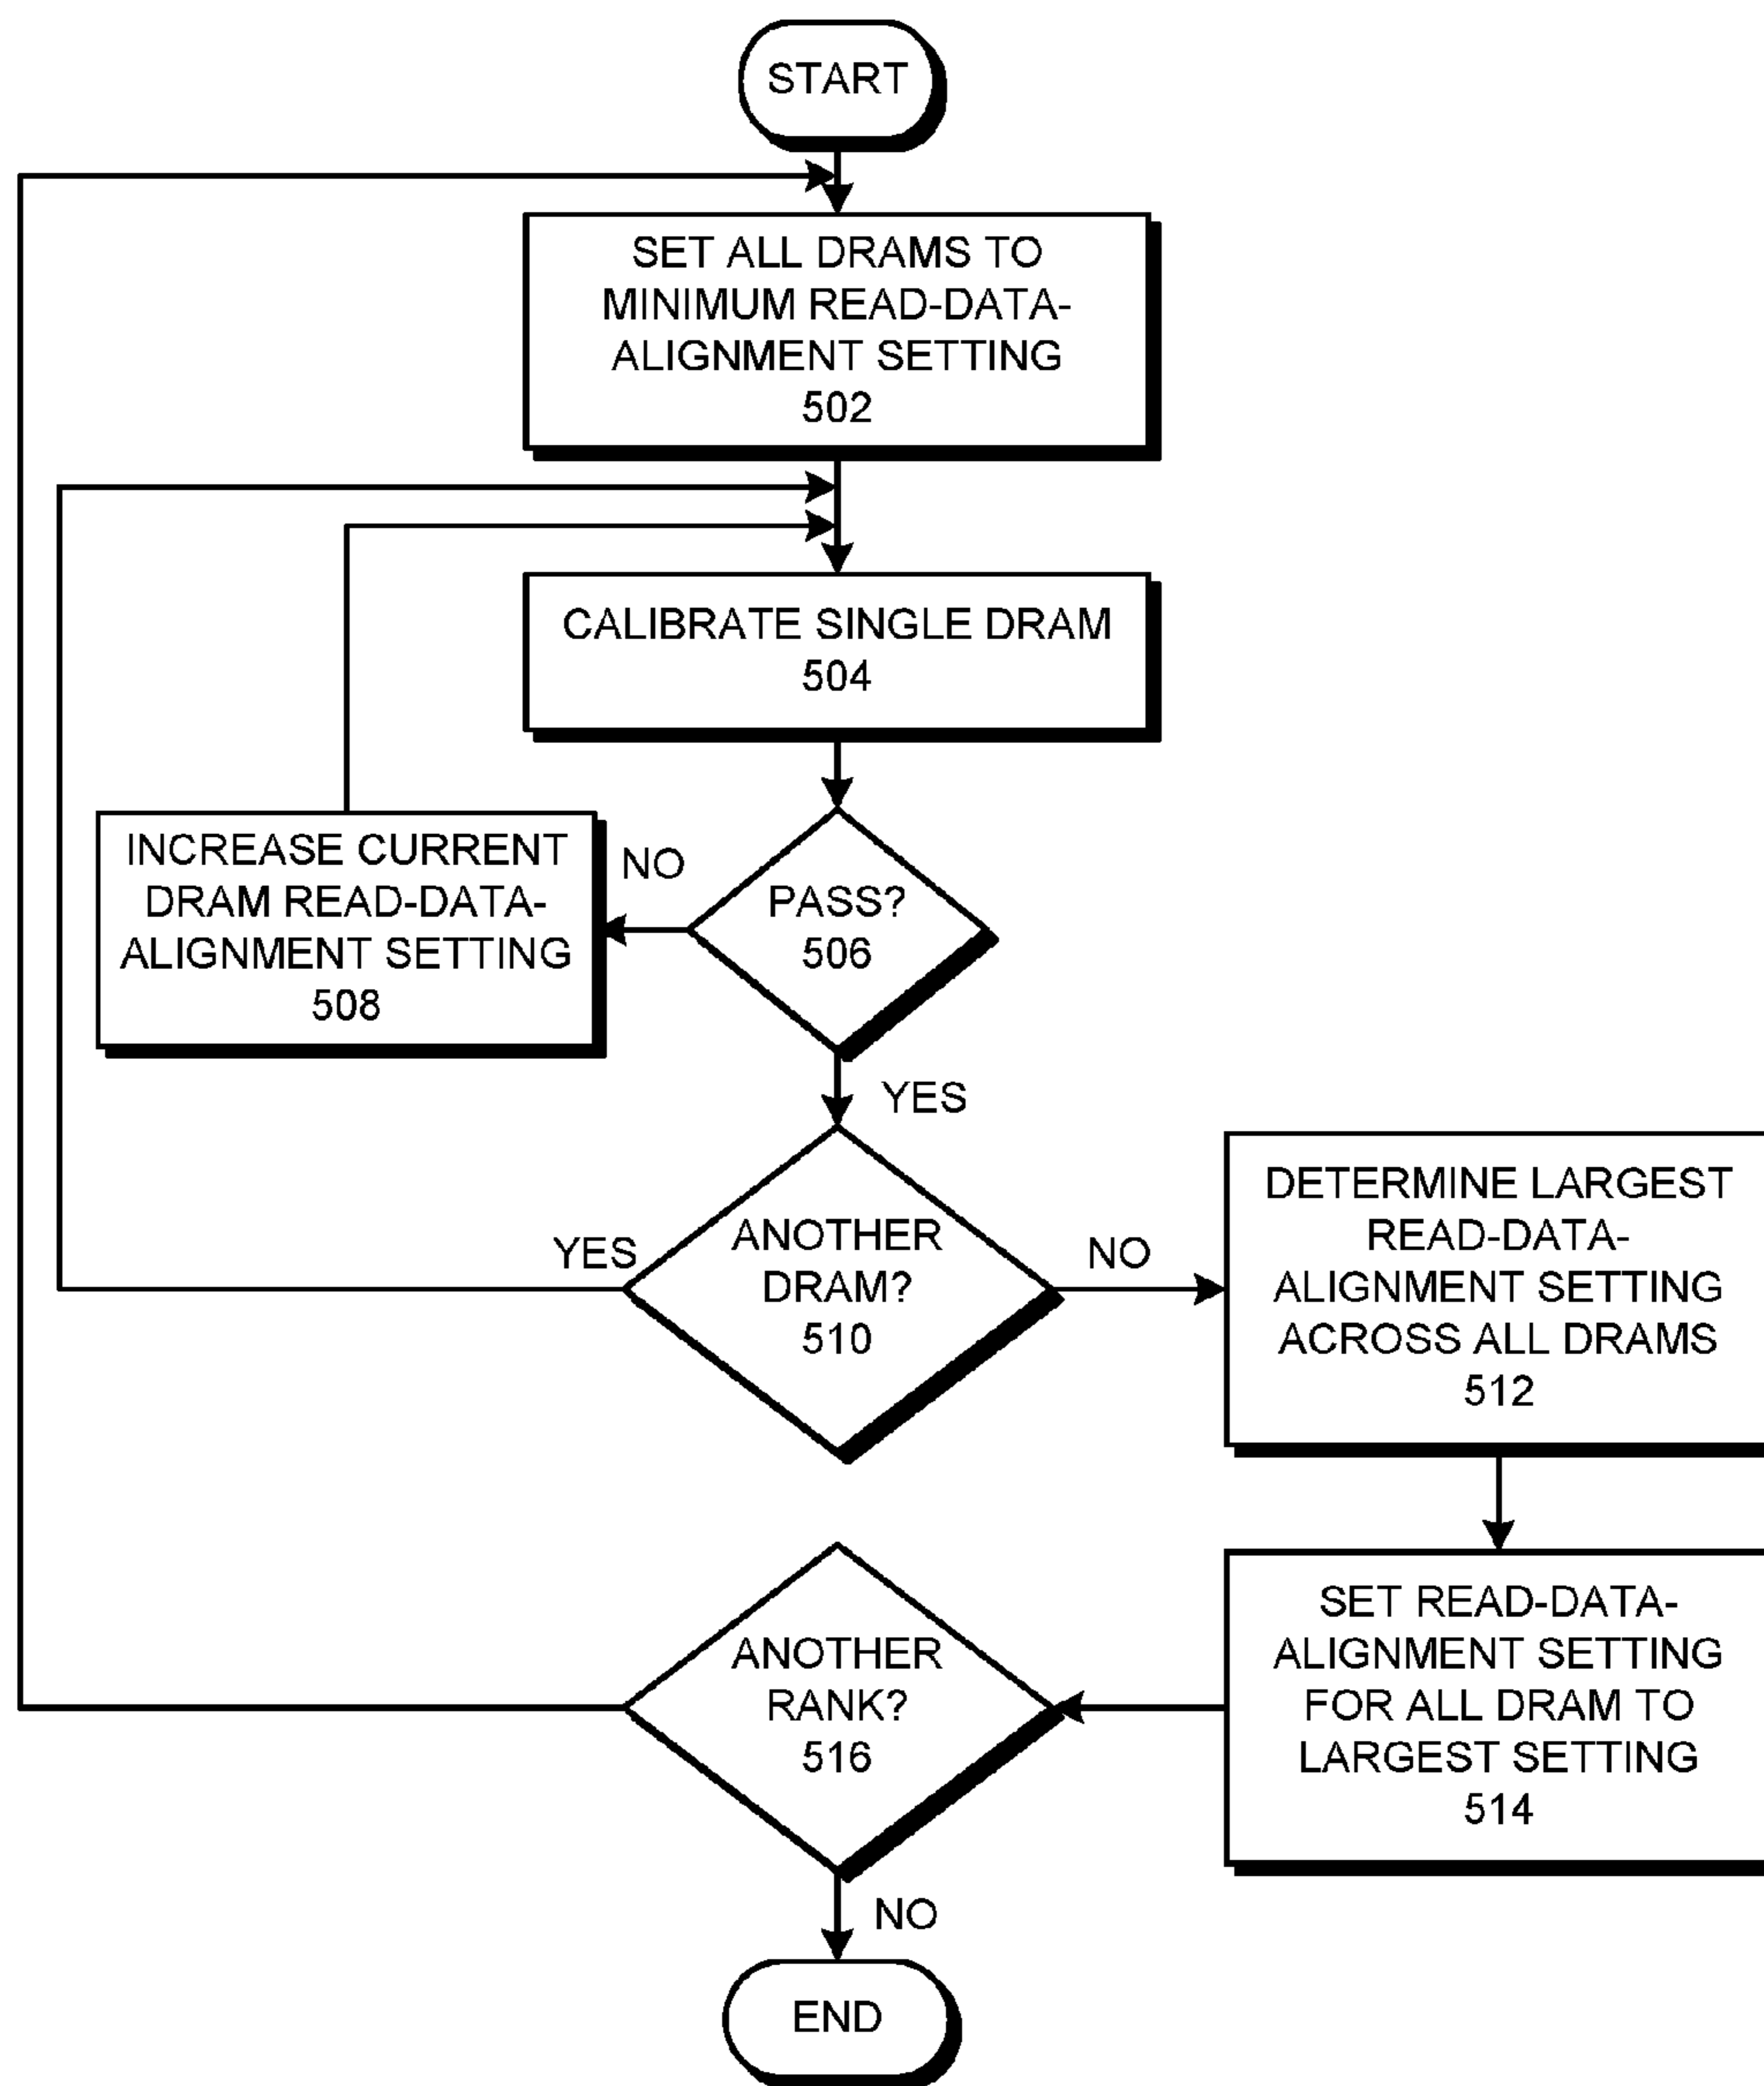 START
SET ALL DRAMS TO
MINIMUM READ-DATA-
ALIGNMENT SETTING
502
CALIBRATE SINGLE DRAM
504
INCREASE CURRENT
DRAM READ-DATA-
ALIGNMENT SETTING
508
NO
PASS?
506
YES
YES
ANOTHER
DRAM?
510
NO
DETERMINE LARGEST
READ-DATA-
ALIGNMENT SETTING
ACROSS ALL DRAMS
512
SET READ-DATA-
ALIGNMENT SETTING
FOR ALL DRAM TO
LARGEST SETTING
514
ANOTHER
RANK?
516
NO
END